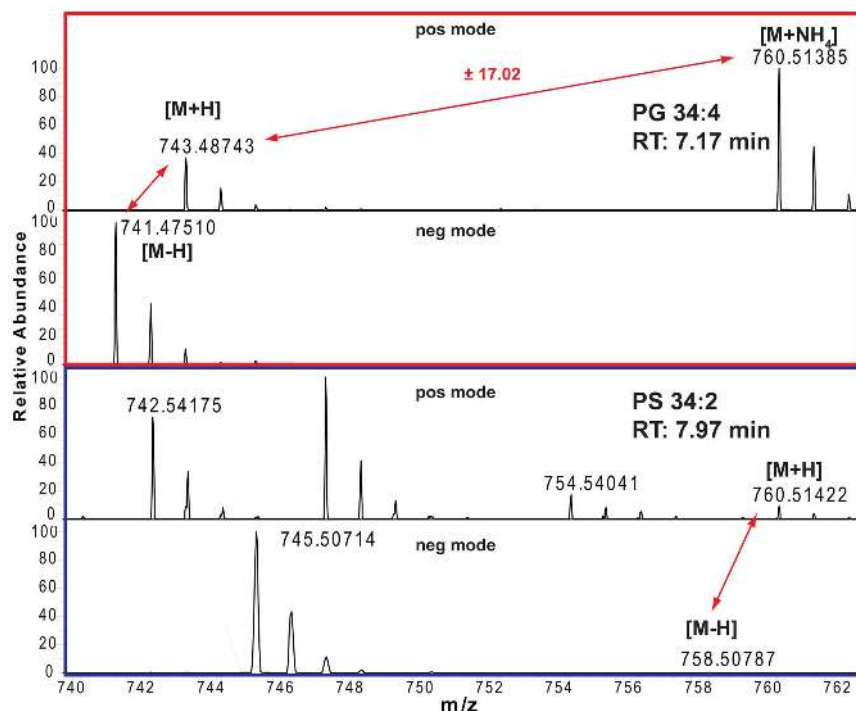 pos mode
[M+NH4]
760.51385
± 17.02
[M+H]
743.48743
PG 34:4
RT: 7.17 min
100
80
60
40
20
0
741.47510
[M-H]
neg mode
100
80
60
40
20
0
Relative Abundance
pos mode
742.54175
PS 34:2
RT: 7.97 min
754.54041
[M+H]
760.51422
100
80
60
40
20
0
neg mode
745.50714
[M-H]
758.50787
100
80
60
40
20
0
740 742 744 746 748 750 752 754 756 758 760 762
m/z